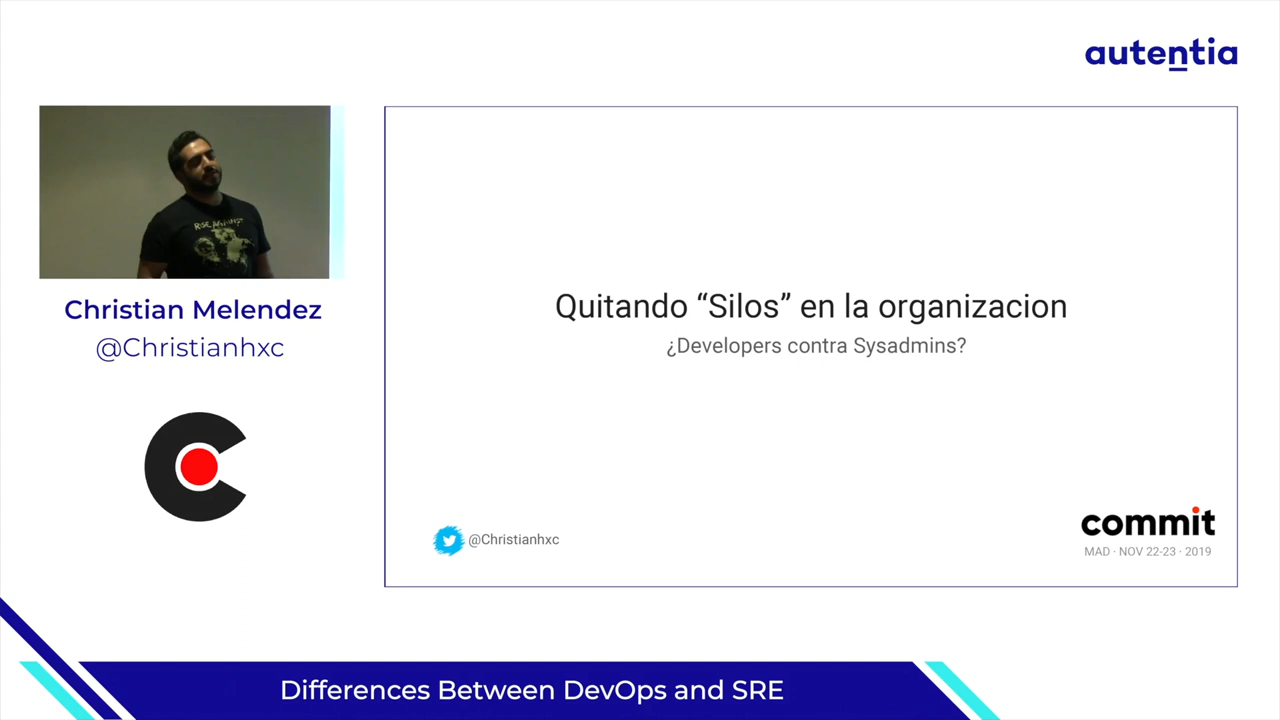 autentia
Christian Melendez
@Christianhxc
Quitando “Silos” en la organizacion
¿Developers contra Sysadmins?
@Christianhxc
commit
MAD · NOV 22-23 · 2019
Differences Between DevOps and SRE